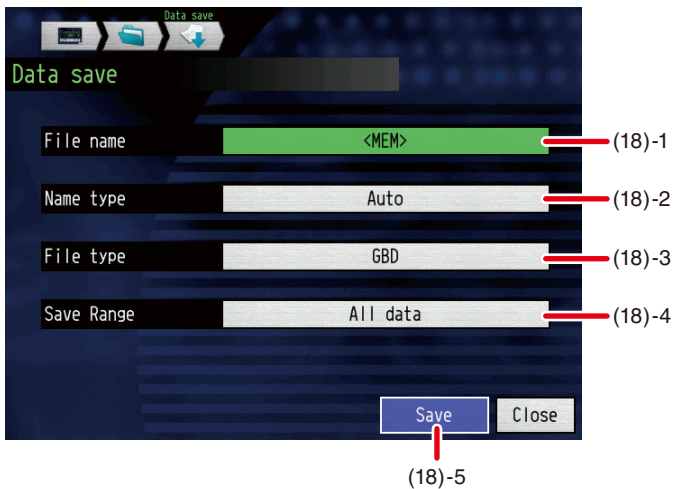 Data save
Data save
File name <MEM> (18)-1
Name type Auto (18)-2
File type GBD (18)-3
Save Range All data (18)-4
Save Close
(18)-5